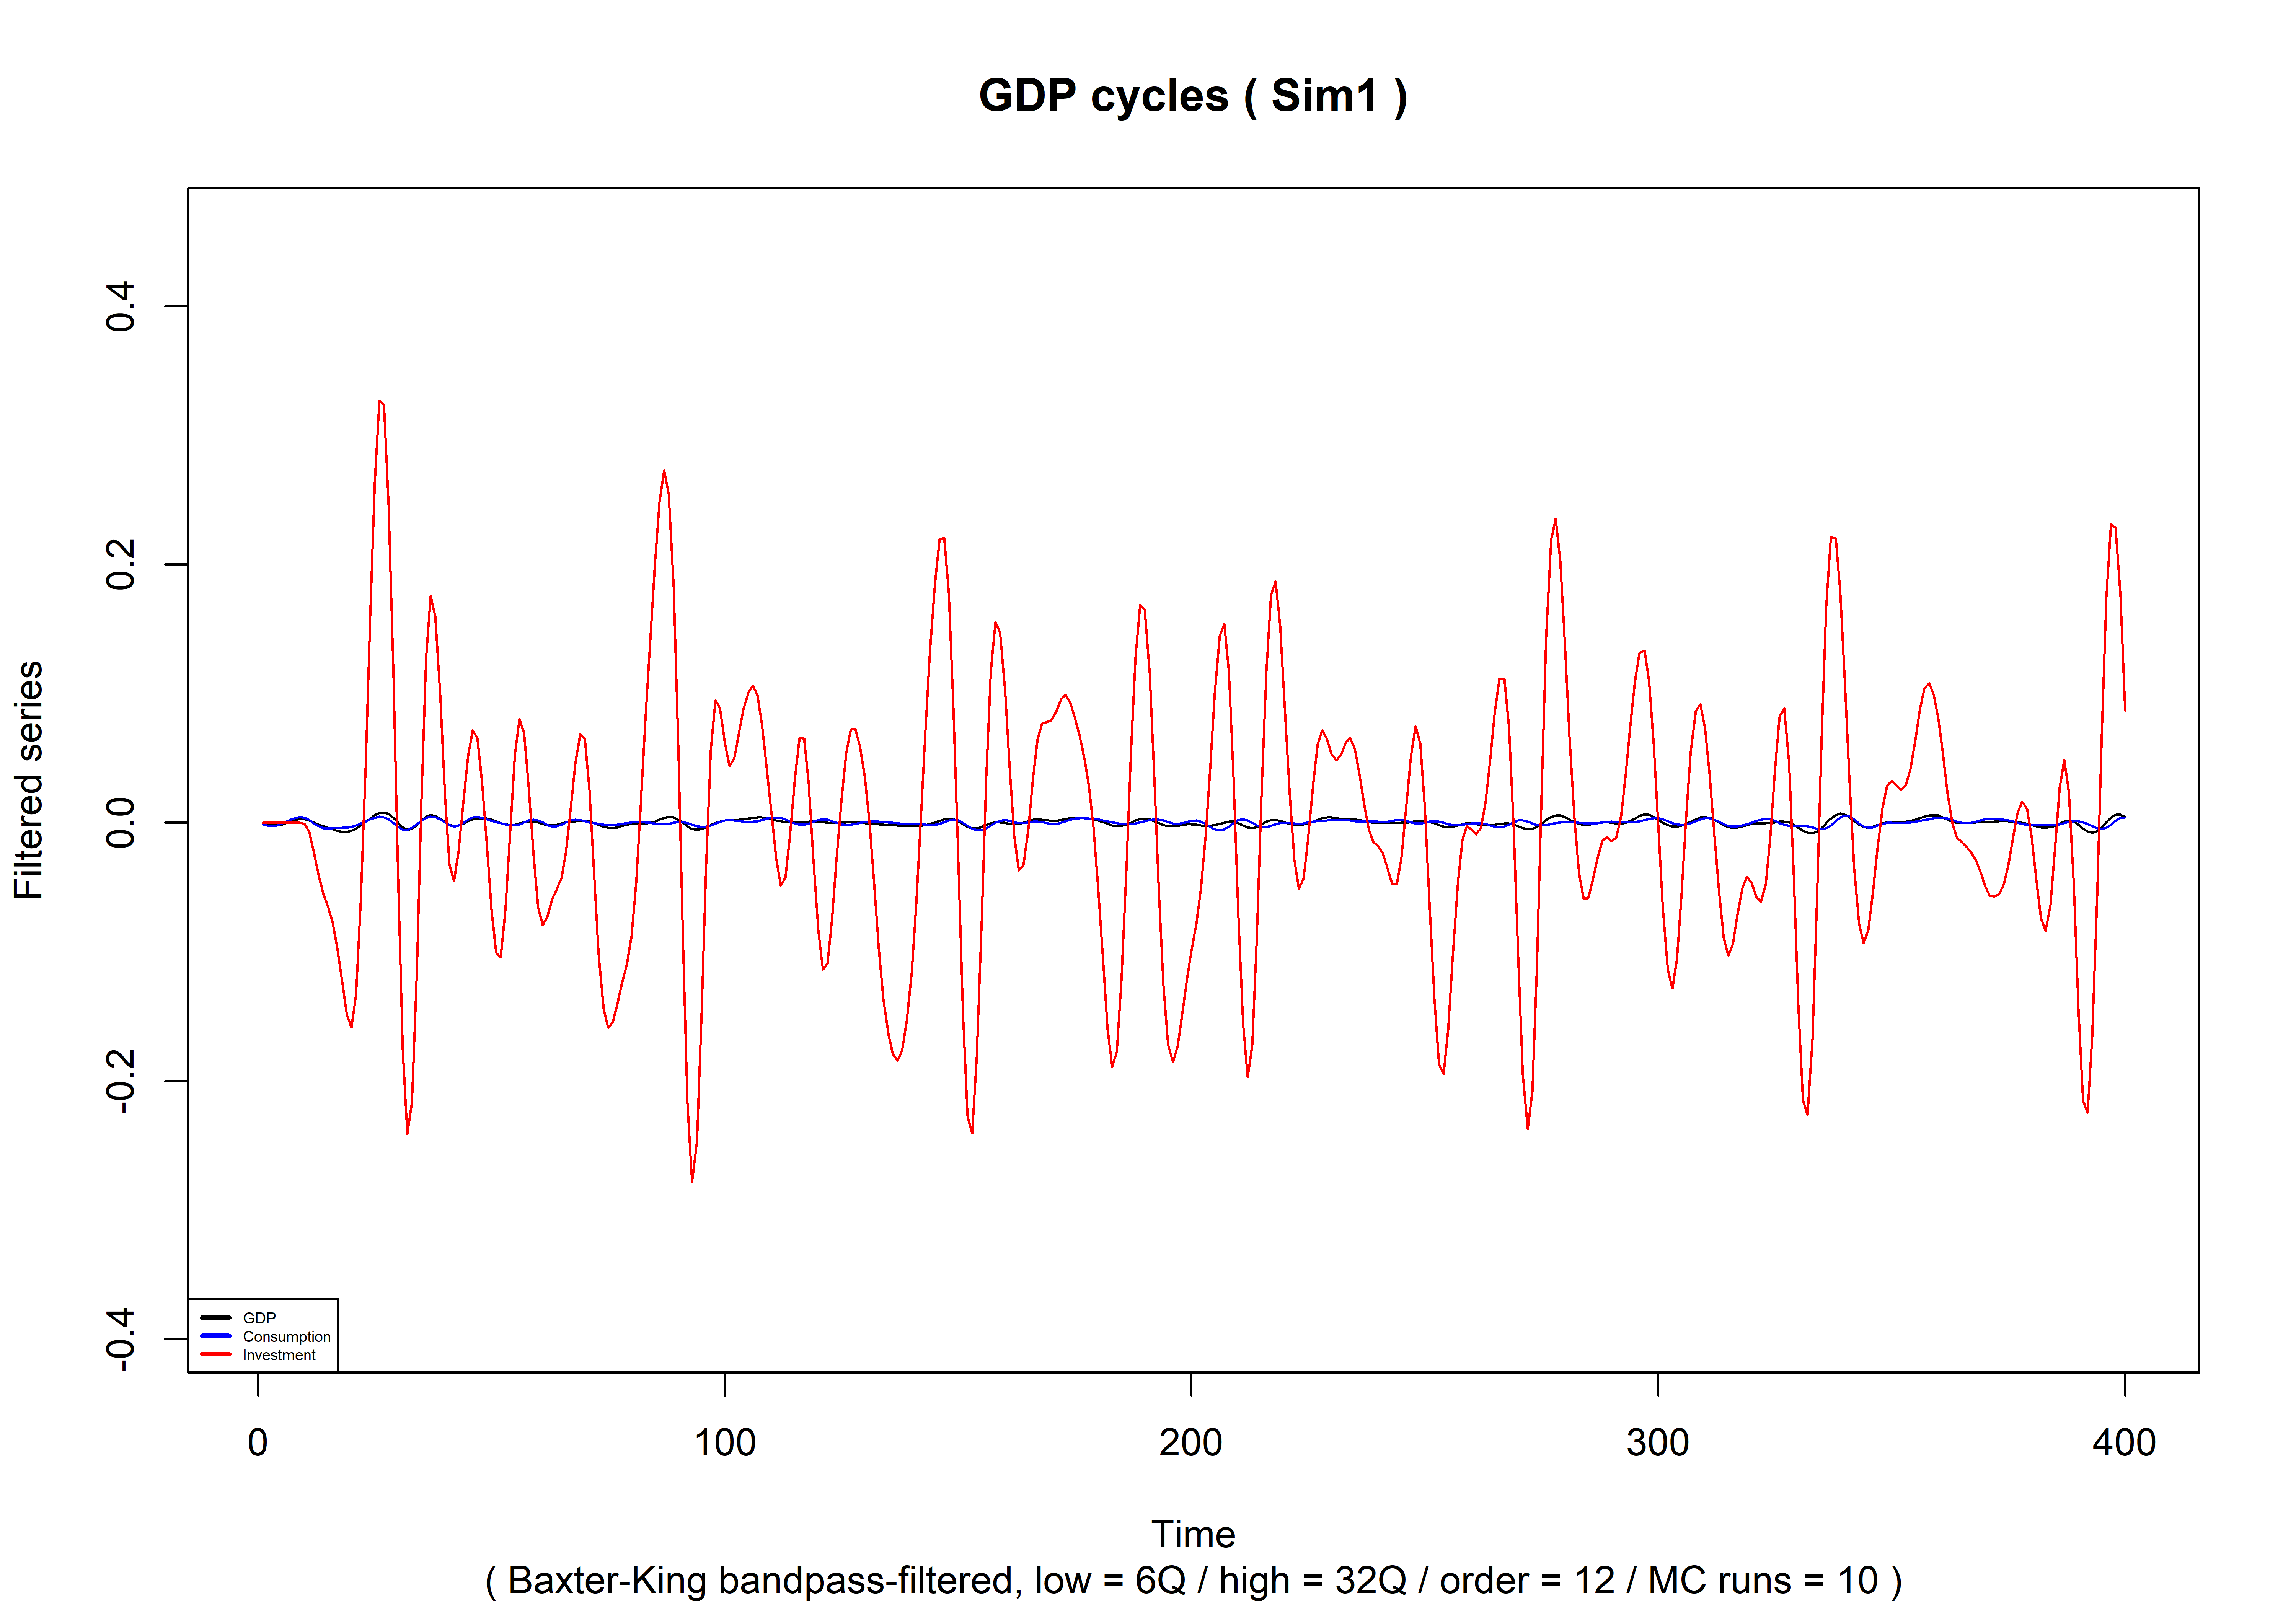 GDP cycles ( Sim1 )
Filtered series
0.4
0.2
0.0
-0.2
-0.4
GDP
Consumption
Investment
0 100 200 300 400
Time
( Baxter-King bandpass-filtered, low = 6Q / high = 32Q / order = 12 / MC runs = 10 )